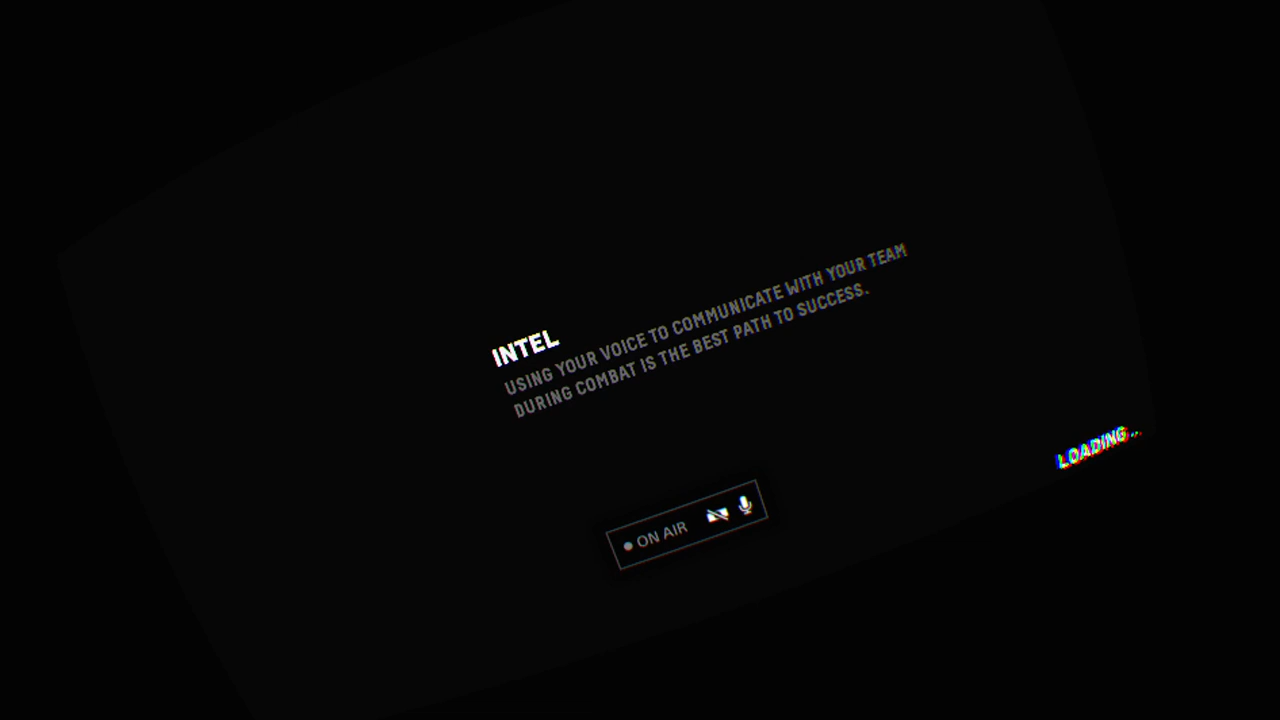 INTEL
USING YOUR VOICE TO COMMUNICATE WITH YOUR TEAM
DURING COMBAT IS THE BEST PATH TO SUCCESS.
LOADING...
ON AIR